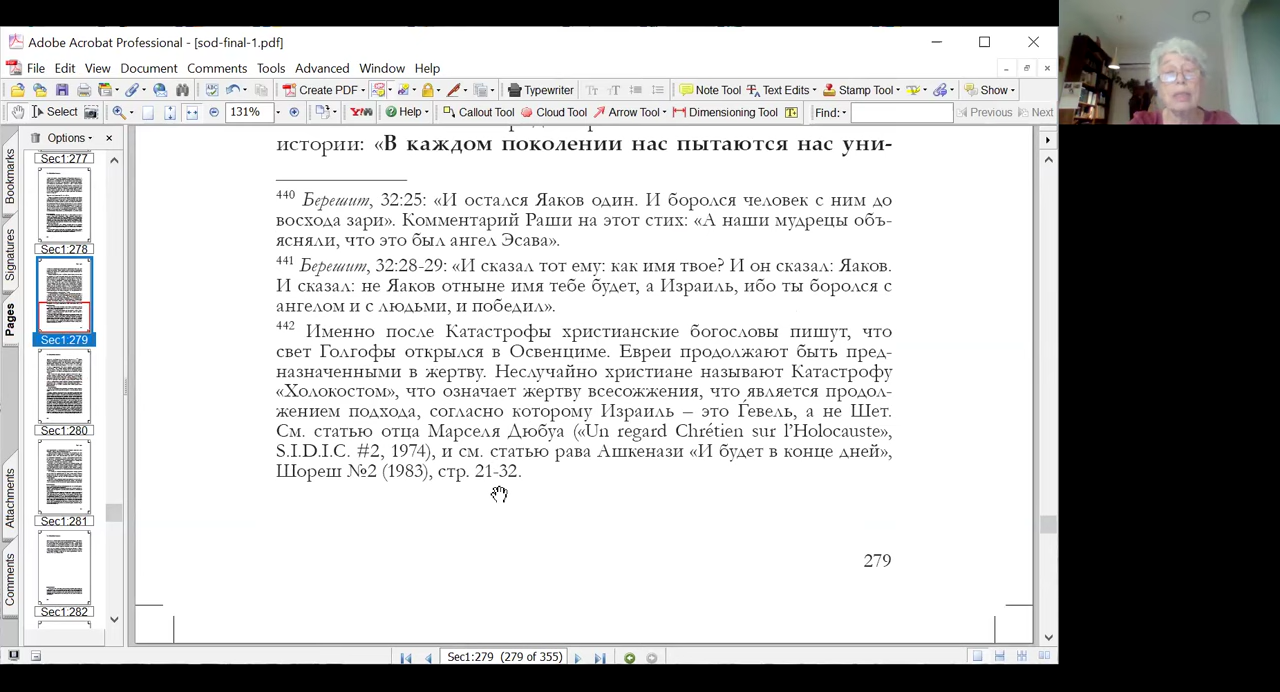 Adobe Acrobat Professional - [sod-final-1.pdf]
File Edit View Document Comments Tools Advanced Window Help
Create PDF Typewriter Note Tool Text Edits Stamp Tool Show
Select 131% Help Callout Tool Cloud Tool Arrow Tool Dimensioning Tool Find: Previous Next
Options
Bookmarks
Signatures
Pages
Attachments
Comments
Sec1:277
Sec1:278
Sec1:279
Sec1:280
Sec1:281
Sec1:282
истории: «В каждом поколении нас пытаются нас уни-
440 Берешит, 32:25: «И остался Яаков один. И боролся человек с ним до
восхода зари». Комментарий Раши на этот стих: «А наши мудрецы объ-
ясняли, что это был ангел Эсава».
441 Берешит, 32:28-29: «И сказал тот ему: как имя твое? И он сказал: Яаков.
И сказал: не Яаков отныне имя тебе будет, а Израиль, ибо ты боролся с
ангелом и с людьми, и победил».
442 Именно после Катастрофы христианские богословы пишут, что
свет Голгофы открылся в Освенциме. Евреи продолжают быть пред-
назначенными в жертву. Неслучайно христиане называют Катастрофу
«Холокостом», что означает жертву всесожжения, что является продол-
жением подхода, согласно которому Израиль – это Ѓевель, а не Шет.
См. статью отца Марселя Дюбуа («Un regard Chrétien sur l’Holocauste»,
S.I.D.I.C. #2, 1974), и см. статью рава Ашкенази «И будет в конце дней»,
Шореш №2 (1983), стр. 21-32.
279
Sec1:279 (279 of 355)